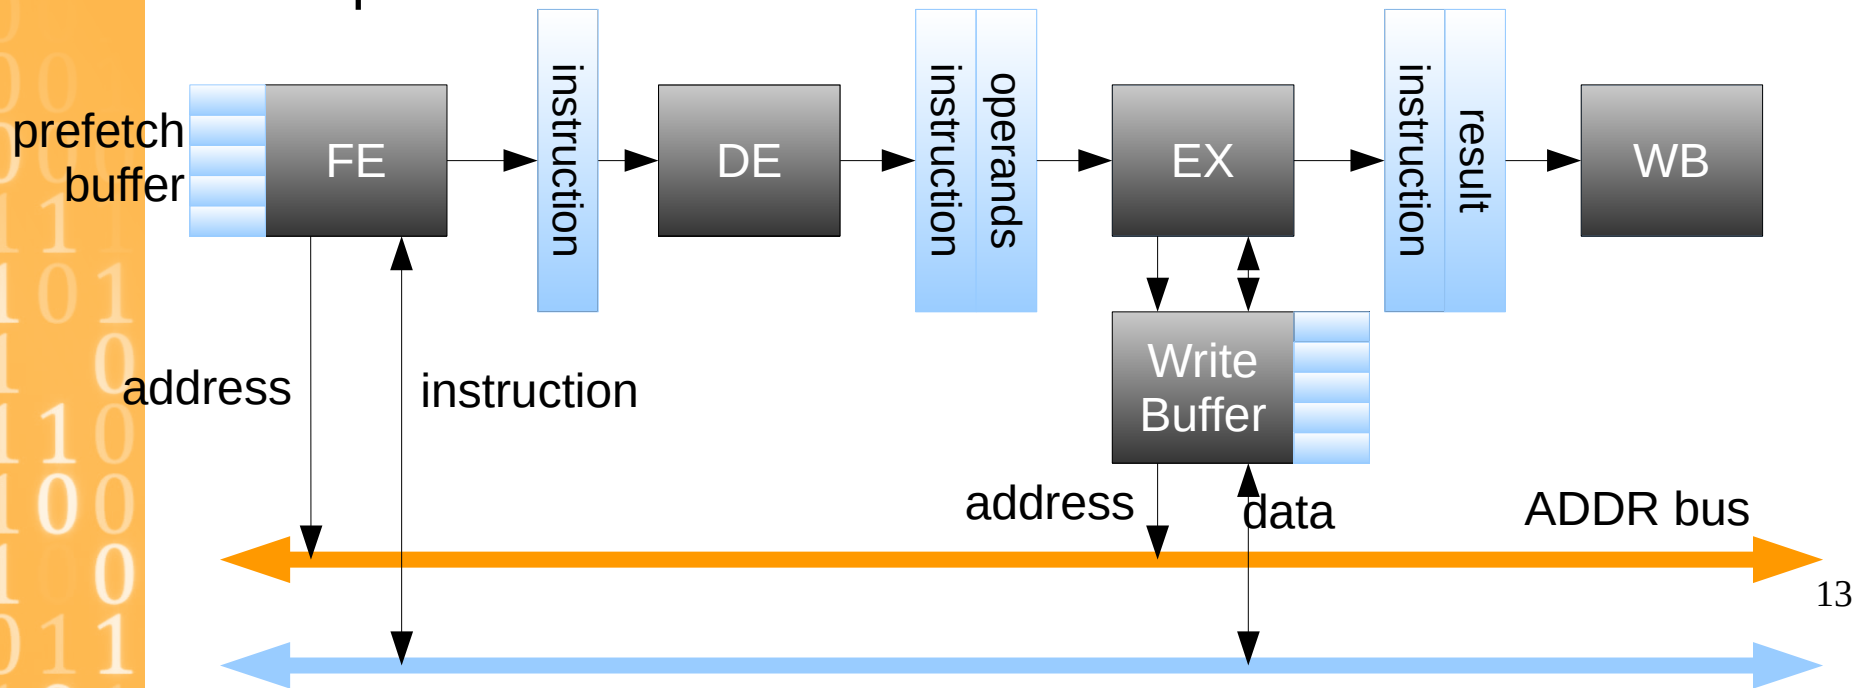 prefetch
buffer
FE
instruction
DE
instruction
operands
EX
instruction
result
WB
Write
Buffer
address
instruction
address
data
ADDR bus
13